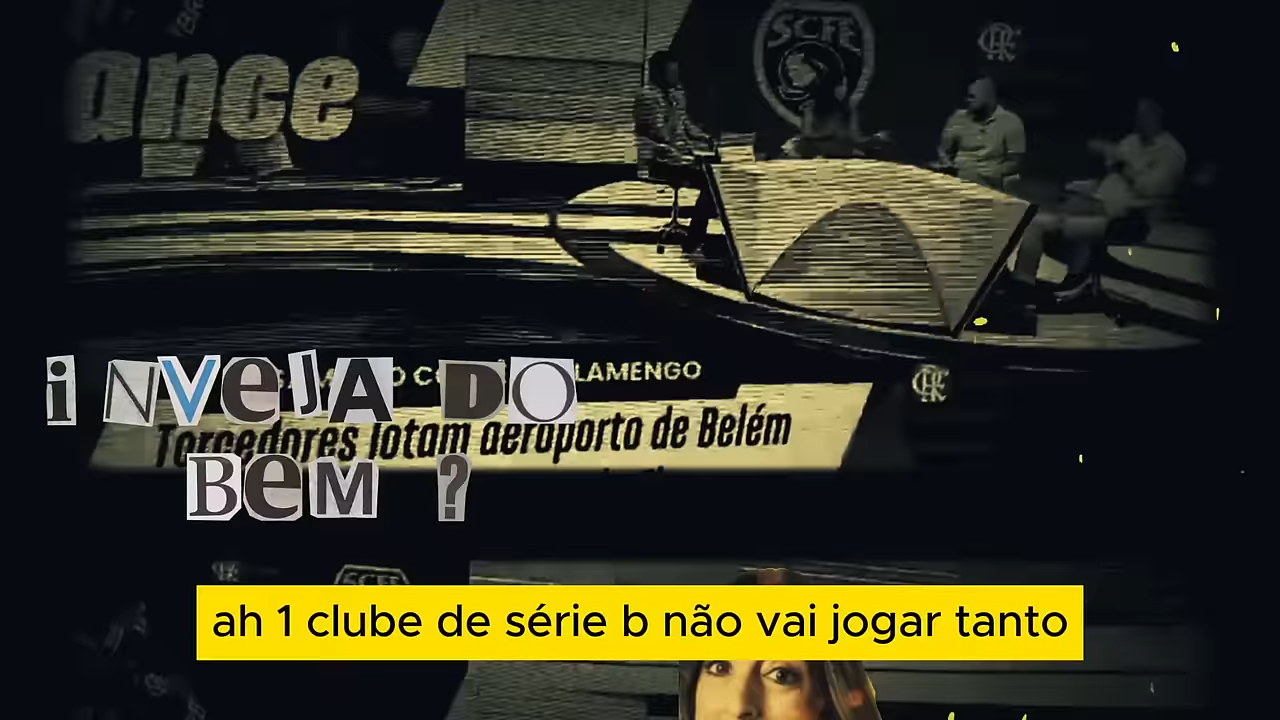 ance
SCFE
CRF
iNVeJA DO
LAMENGO
Torcedores lotam aeroporto de Belém
BeM ?
SCFE
ah 1 clube de série b não vai jogar tanto